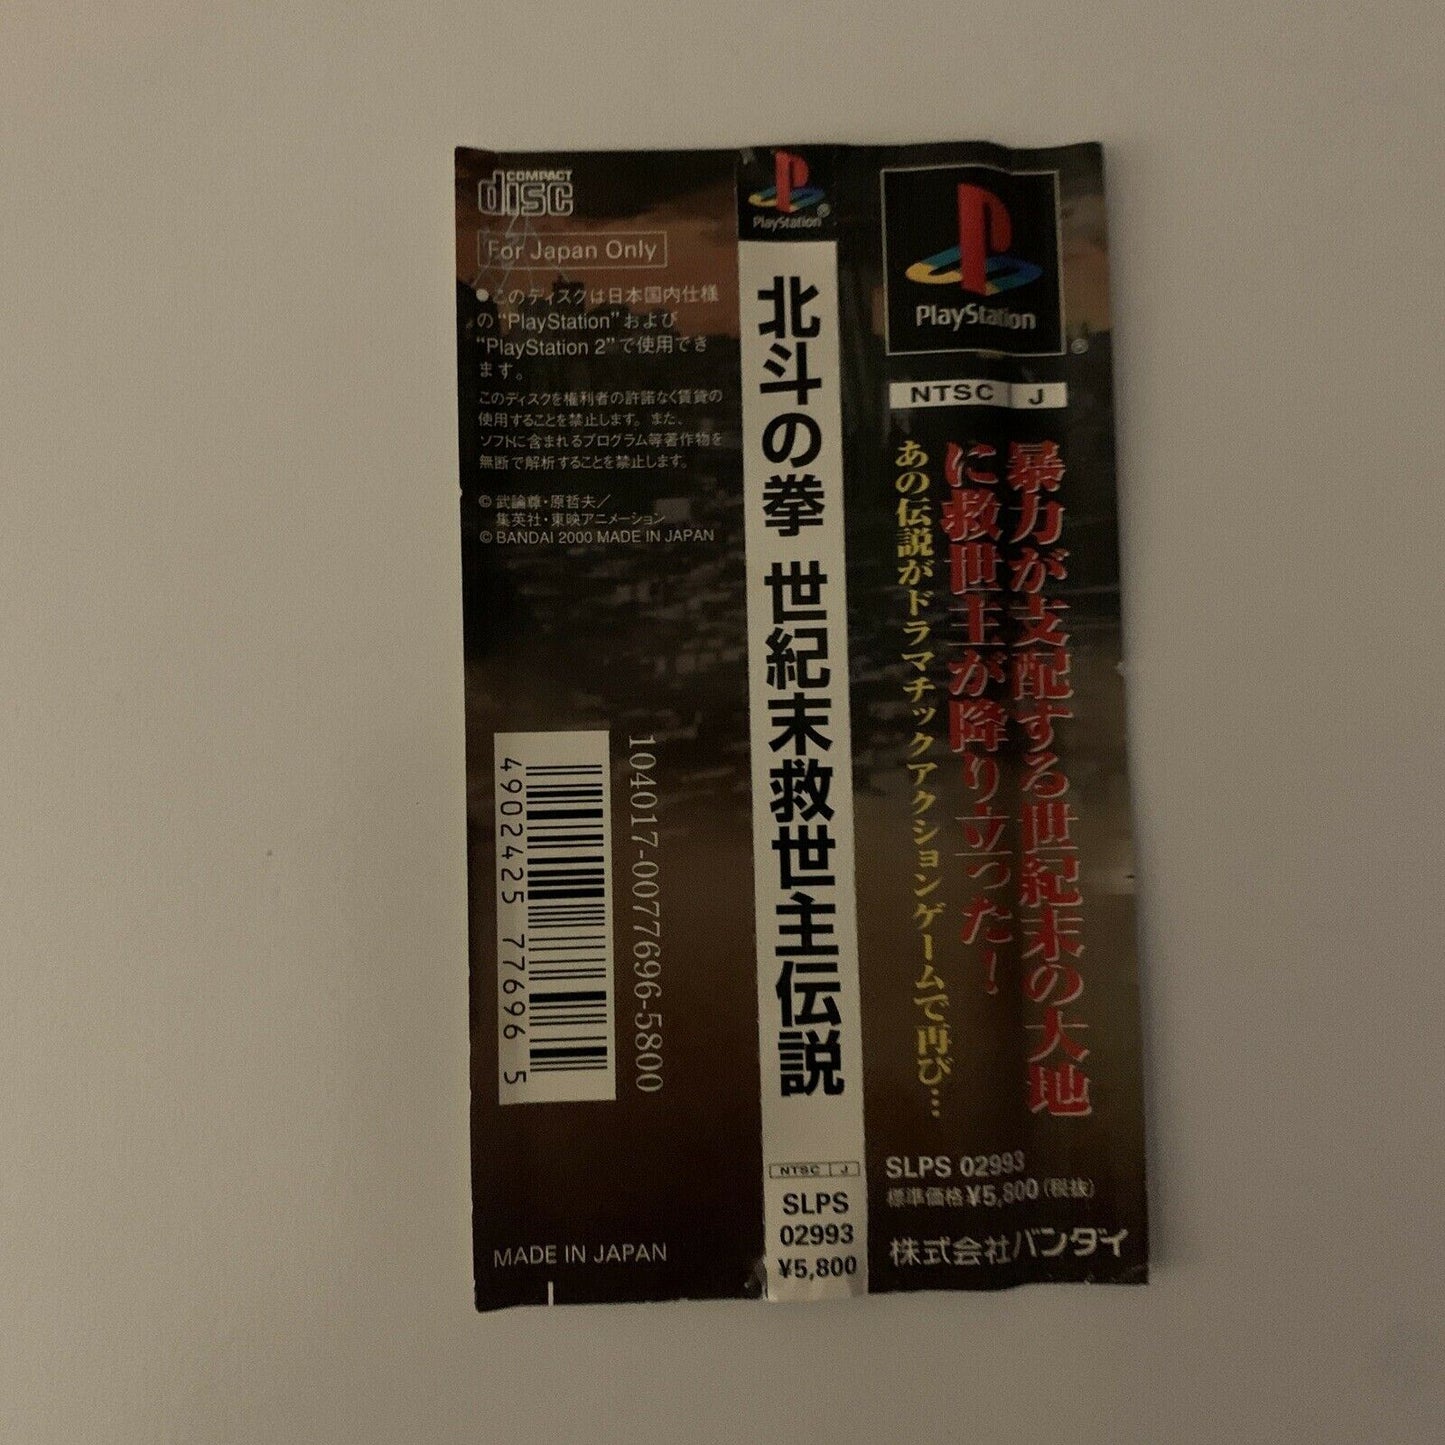 COMPACT
disc
For Japan Only
●このディスクは日本国内仕様
の“PlayStation”および
“PlayStation 2”で使用でき
ます。
このディスクを権利者の許諾なく賃貸の
使用することを禁止します。また、
ソフトに含まれるプログラム等著作物を
無断で解析することを禁止します。
© 武論尊・原哲夫／
集英社・東映アニメーション
© BANDAI 2000 MADE IN JAPAN
4902425 776965
104017-0077696-5800
MADE IN JAPAN
PlayStation®
北斗の拳 世紀末救世主伝説
NTSC J
SLPS
02993
¥5,800
PlayStation
®
NTSC J
暴力が支配する世紀末の大地
に救世主が降り立った！
あの伝説がドラマチックアクションゲームで再び…
SLPS 02993
標準価格¥5,800（税抜）
株式会社バンダイ